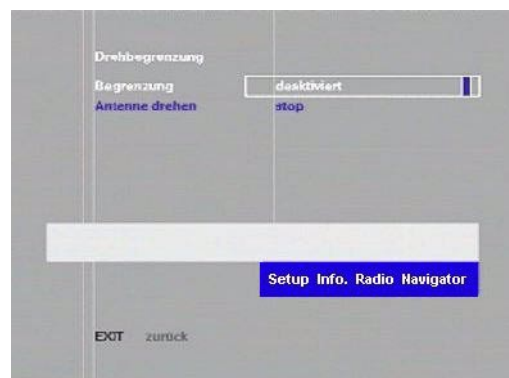 Drehbegrenzung
Begrenzung deaktiviert
Antenne drehen stop
Setup Info. Radio Navigator
EXIT zurück